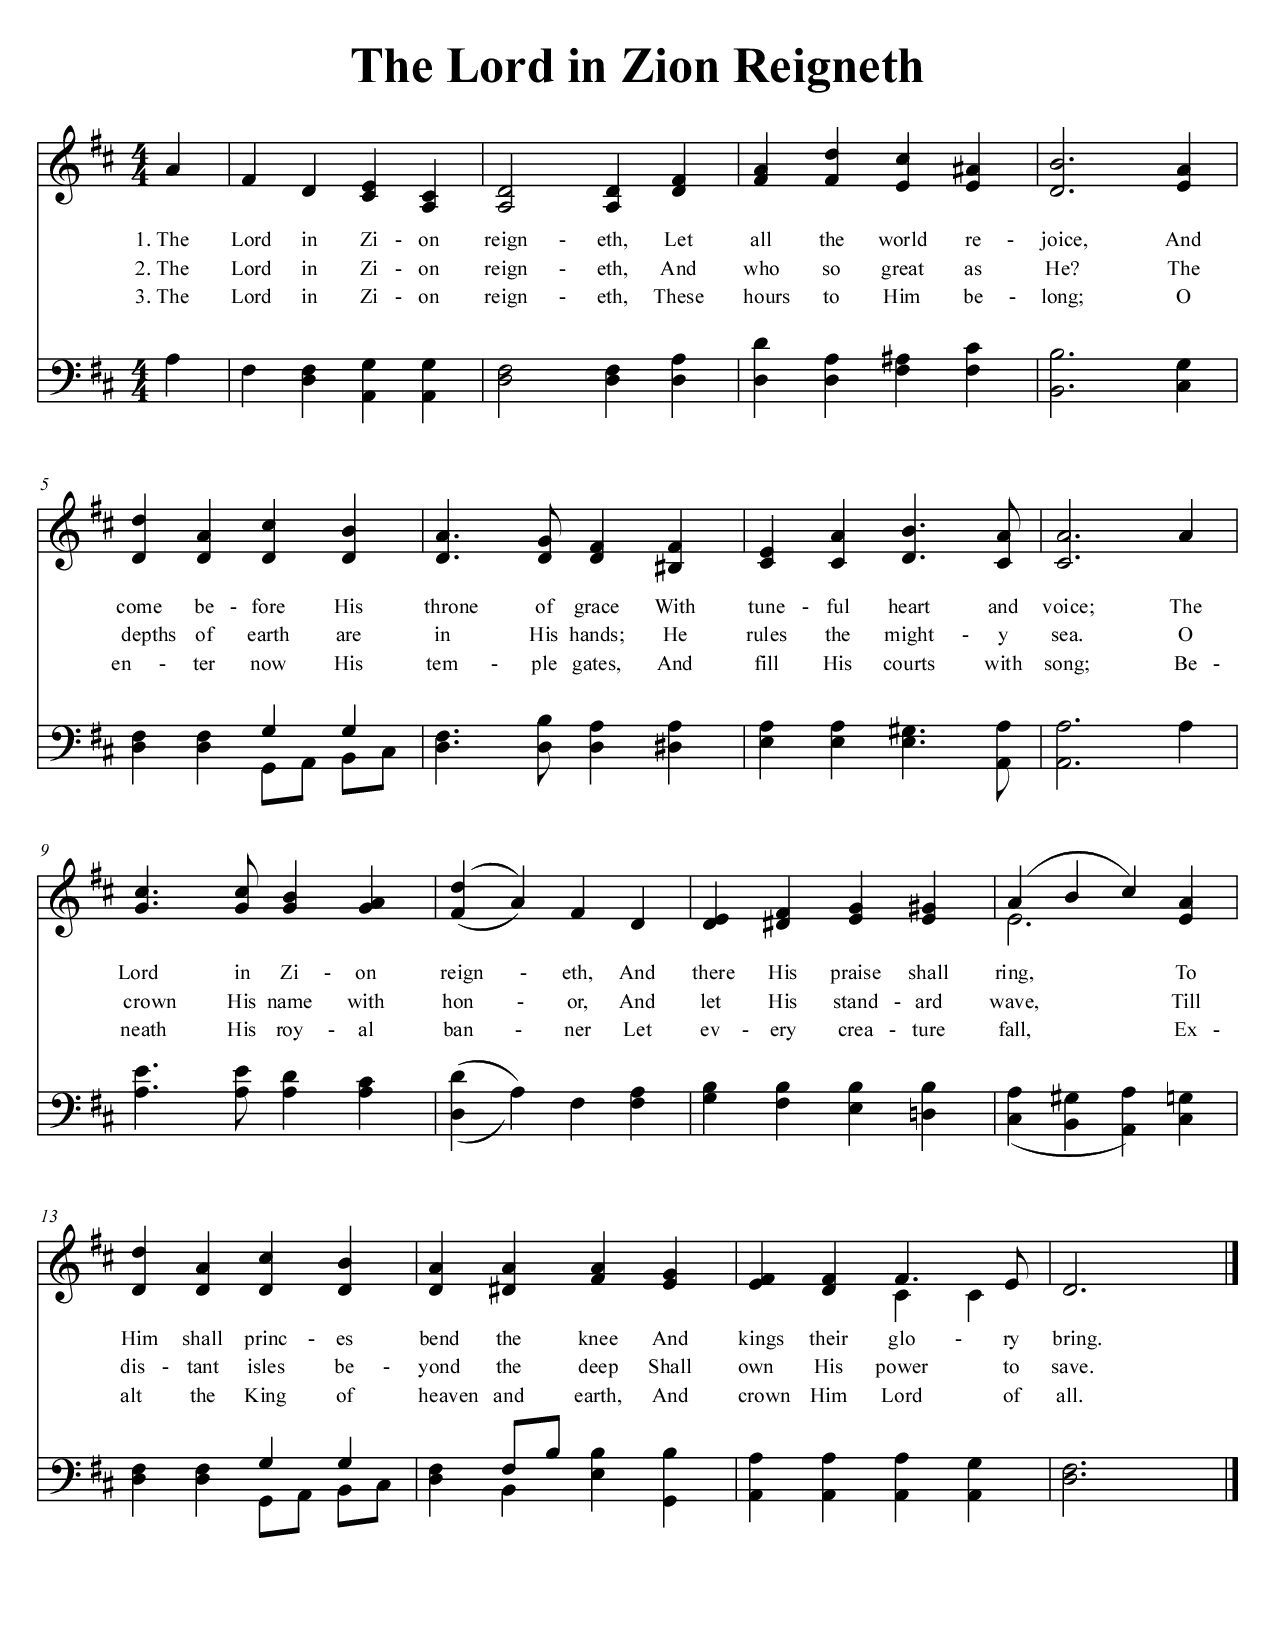 The Lord in Zion Reigneth
4 4
1. The Lord in Zi - on reign - eth, Let all the world re - joice, And
2. The Lord in Zi - on reign - eth, And who so great as He? The
3. The Lord in Zi - on reign - eth, These hours to Him be - long; O
4 4
5
come be - fore His throne of grace With tune - ful heart and voice; The
depths of earth are in His hands; He rules the might - y sea. O
en - ter now His tem - ple gates, And fill His courts with song; Be -
9
Lord in Zi - on reign - eth, And there His praise shall ring, To
crown His name with hon - or, And let His stand - ard wave, Till
neath His roy - al ban - ner Let ev - ery crea - ture fall, Ex -
13
Him shall princ - es bend the knee And kings their glo - ry bring.
dis - tant isles be - yond the deep Shall own His power to save.
alt the King of heaven and earth, And crown Him Lord of all.